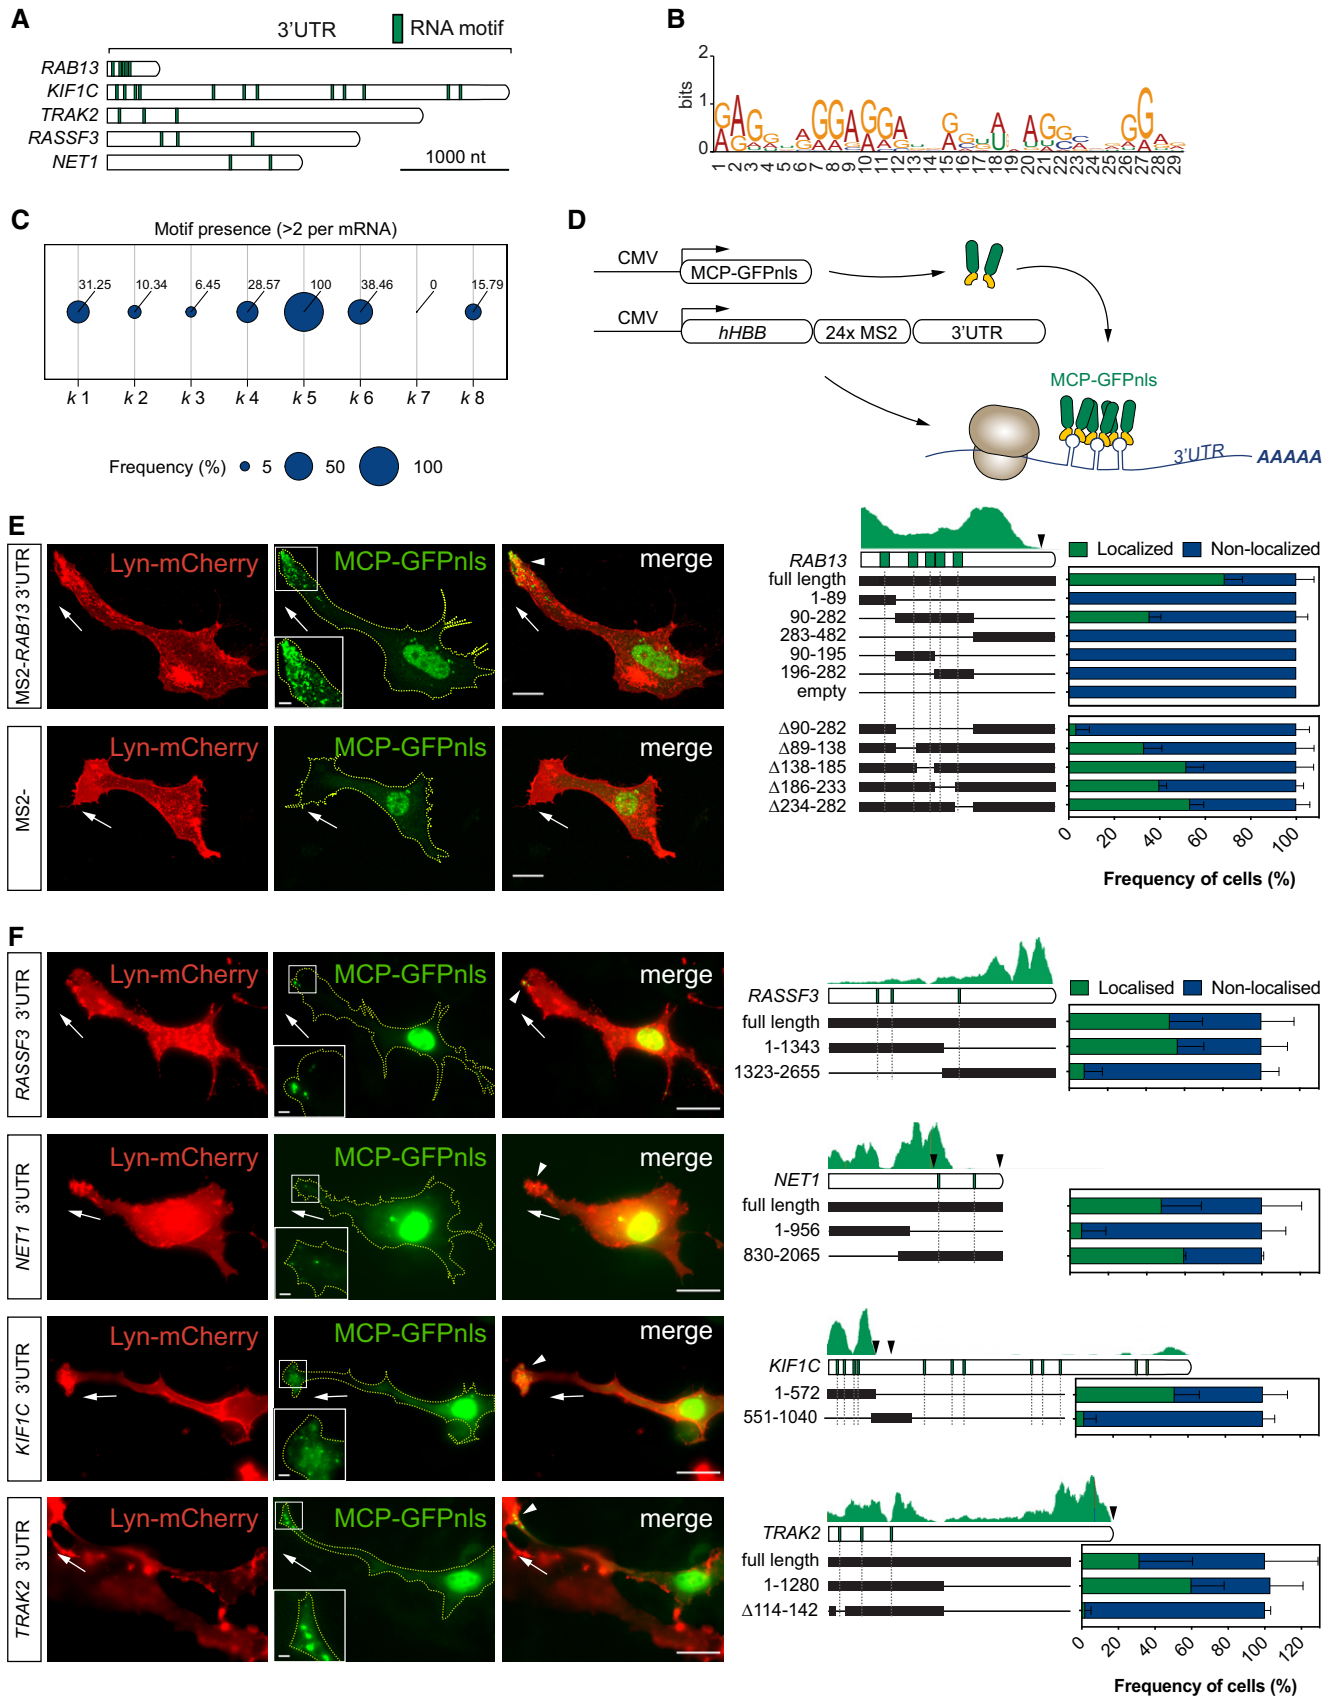 A
3'UTR
RNA motif
RAB13
KIF1C
TRAK2
RASSF3
NET1
1000 nt
B
bits
2
1
0
1 2 3 4 5 6 7 8 9 10 11 12 13 14 15 16 17 18 19 20 21 22 23 24 25 26 27 28 29
C
Motif presence (>2 per mRNA)
31.25 10.34 6.45 28.57 100 38.46 0 15.79
k 1 k 2 k 3 k 4 k 5 k 6 k 7 k 8
Frequency (%) 5 50 100
D
CMV
MCP-GFPnls
CMV
hHBB
24x MS2
3'UTR
MCP-GFPnls
3'UTR
AAAAA
E
MS2-RAB13 3'UTR
Lyn-mCherry
MCP-GFPnls
merge
MS2-
Lyn-mCherry
MCP-GFPnls
merge
Localized
Non-localized
RAB13
full length
1-89
90-282
283-482
90-195
196-282
empty
Δ90-282
Δ89-138
Δ138-185
Δ186-233
Δ234-282
0 20 40 60 80 100
Frequency of cells (%)
F
RASSF3 3'UTR
Lyn-mCherry
MCP-GFPnls
merge
NET1 3'UTR
Lyn-mCherry
MCP-GFPnls
merge
KIF1C 3'UTR
Lyn-mCherry
MCP-GFPnls
merge
TRAK2 3'UTR
Lyn-mCherry
MCP-GFPnls
merge
Localised
Non-localised
RASSF3
full length
1-1343
1323-2655
NET1
full length
1-956
830-2065
KIF1C
1-572
551-1040
TRAK2
full length
1-1280
Δ114-142
0 20 40 60 80 100 120
Frequency of cells (%)